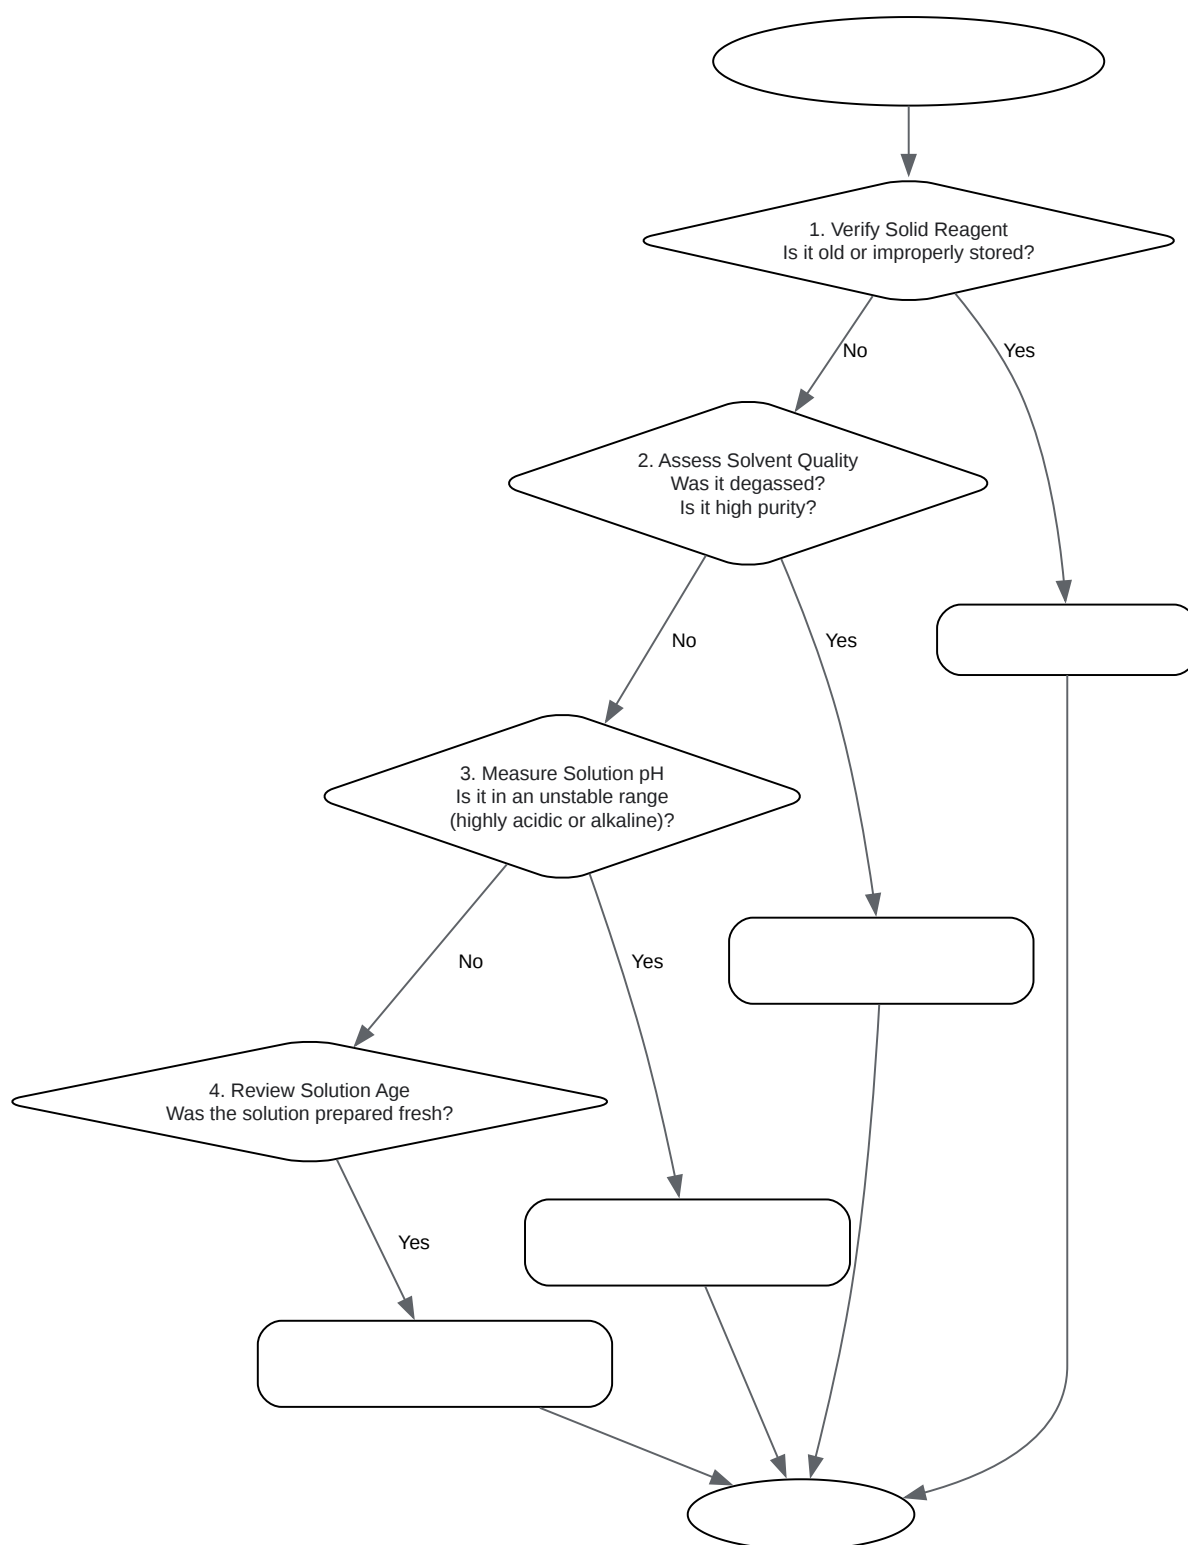 1. Verify Solid Reagent
Is it old or improperly stored?
No
Yes
2. Assess Solvent Quality
Was it degassed?
Is it high purity?
No
Yes
3. Measure Solution pH
Is it in an unstable range
(highly acidic or alkaline)?
No
Yes
4. Review Solution Age
Was the solution prepared fresh?
Yes